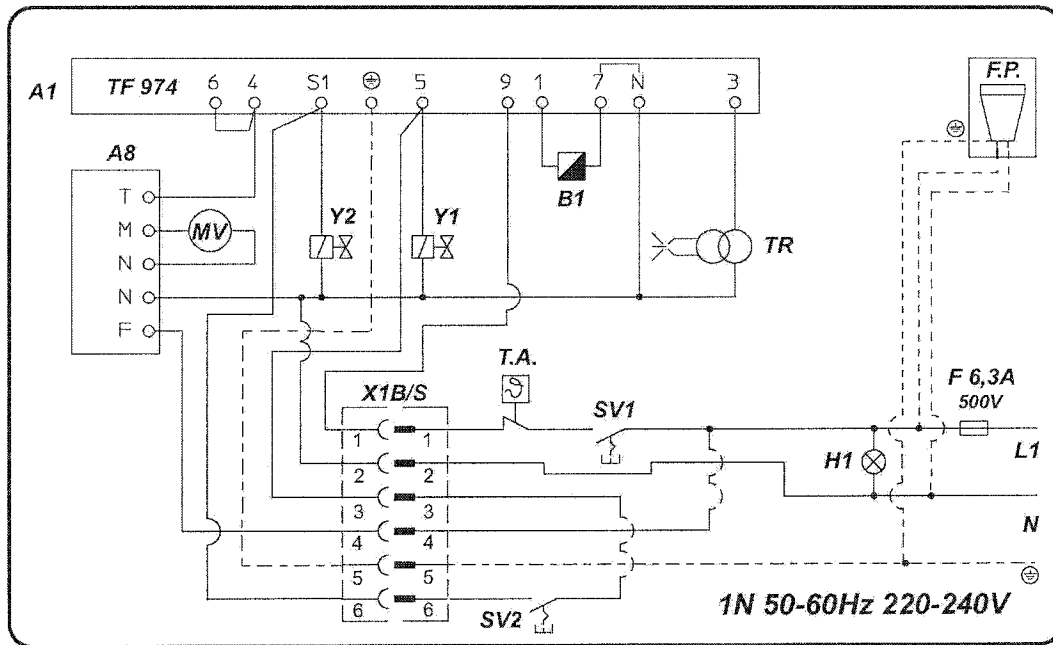 A1 TF 974 6 4 S1 5 9 1 7 N 3
F.P.
A8
T
M MV
N
N
F
Y2 Y1 B1 TR
T.A.
X1B/S SV1
F 6,3A
500V
H1 L1
1 1
2 2
3 3
4 4
5 5
6 6
N
SV2
1N 50-60Hz 220-240V